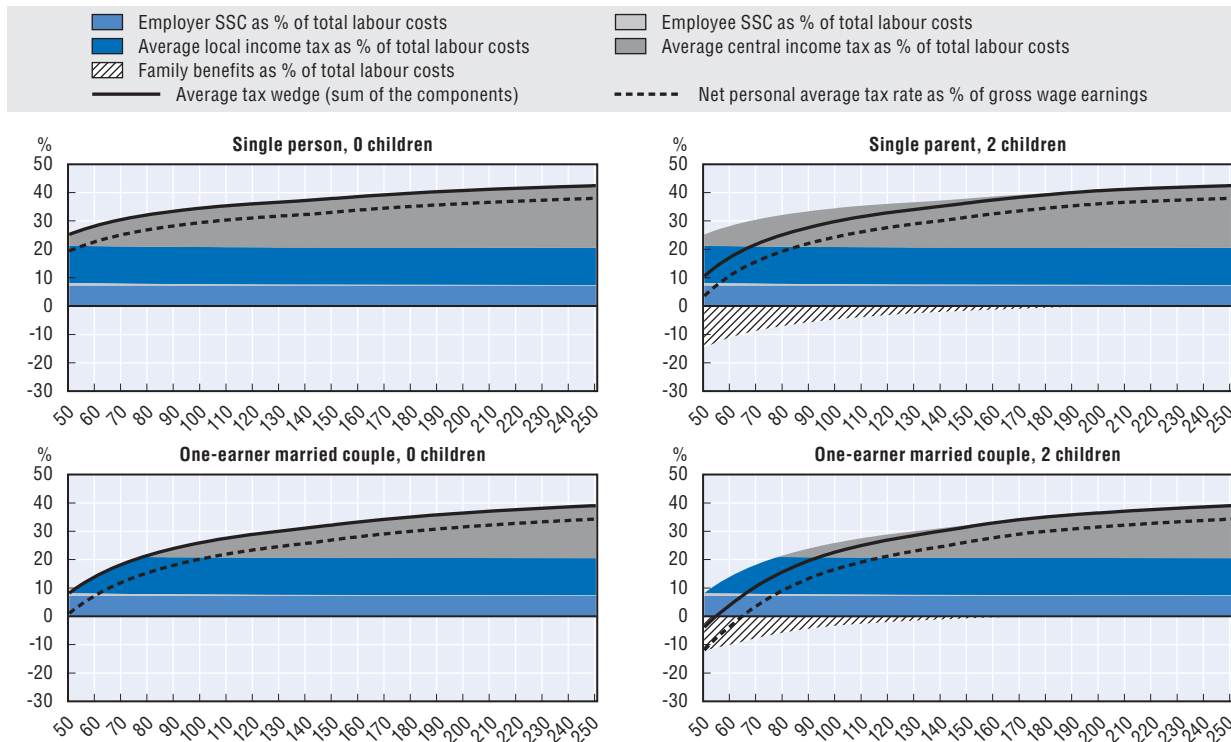 Employer SSC as % of total labour costs
Employee SSC as % of total labour costs
Average local income tax as % of total labour costs
Average central income tax as % of total labour costs
Family benefits as % of total labour costs
Average tax wedge (sum of the components)
Net personal average tax rate as % of gross wage earnings
%
Single person, 0 children
50
40
30
20
10
0
-10
-20
-30
50 60 70 80 90 100 110 120 130 140 150 160 170 180 190 200 210 220 230 240 250
%
Single parent, 2 children
50
40
30
20
10
0
-10
-20
-30
50 60 70 80 90 100 110 120 130 140 150 160 170 180 190 200 210 220 230 240 250
%
One-earner married couple, 0 children
50
40
30
20
10
0
-10
-20
-30
50 60 70 80 90 100 110 120 130 140 150 160 170 180 190 200 210 220 230 240 250
%
One-earner married couple, 2 children
50
40
30
20
10
0
-10
-20
-30
50 60 70 80 90 100 110 120 130 140 150 160 170 180 190 200 210 220 230 240 250